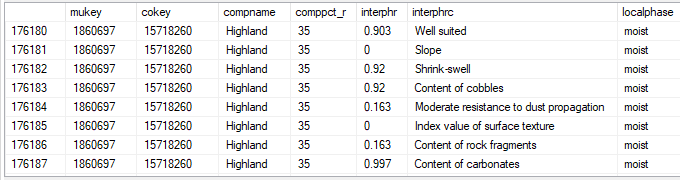 mukey cokey compname comppct_r interphr interphrc localphase
176180 1860697 15718260 Highland 35 0.903 Well suited moist
176181 1860697 15718260 Highland 35 0 Slope moist
176182 1860697 15718260 Highland 35 0.92 Shrink-swell moist
176183 1860697 15718260 Highland 35 0.92 Content of cobbles moist
176184 1860697 15718260 Highland 35 0.163 Moderate resistance to dust propagation moist
176185 1860697 15718260 Highland 35 0 Index value of surface texture moist
176186 1860697 15718260 Highland 35 0.163 Content of rock fragments moist
176187 1860697 15718260 Highland 35 0.997 Content of carbonates moist